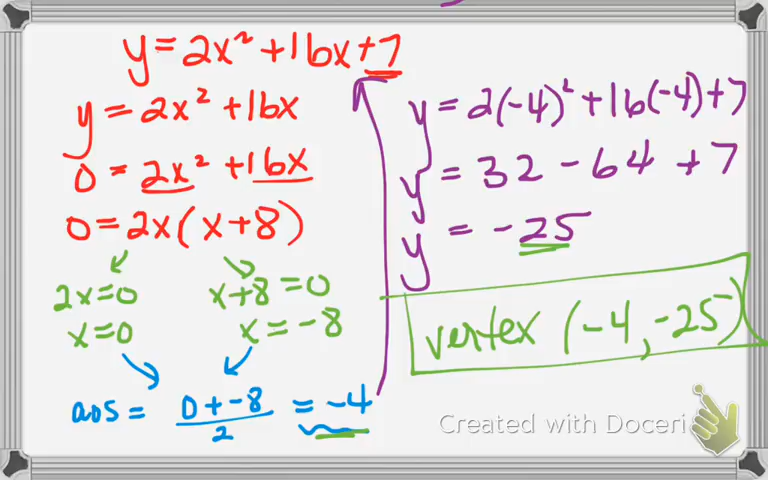 y = 2x² + 16x + 7
y = 2x² + 16x
0 = 2x² + 16x
0 = 2x(x+8)
2x=0
x=0
x+8=0
x = -8
aos = (0 + -8)/2 = -4
y = 2(-4)² + 16(-4) + 7
y = 32 - 64 + 7
y = -25
vertex (-4, -25)
Created with Doceri